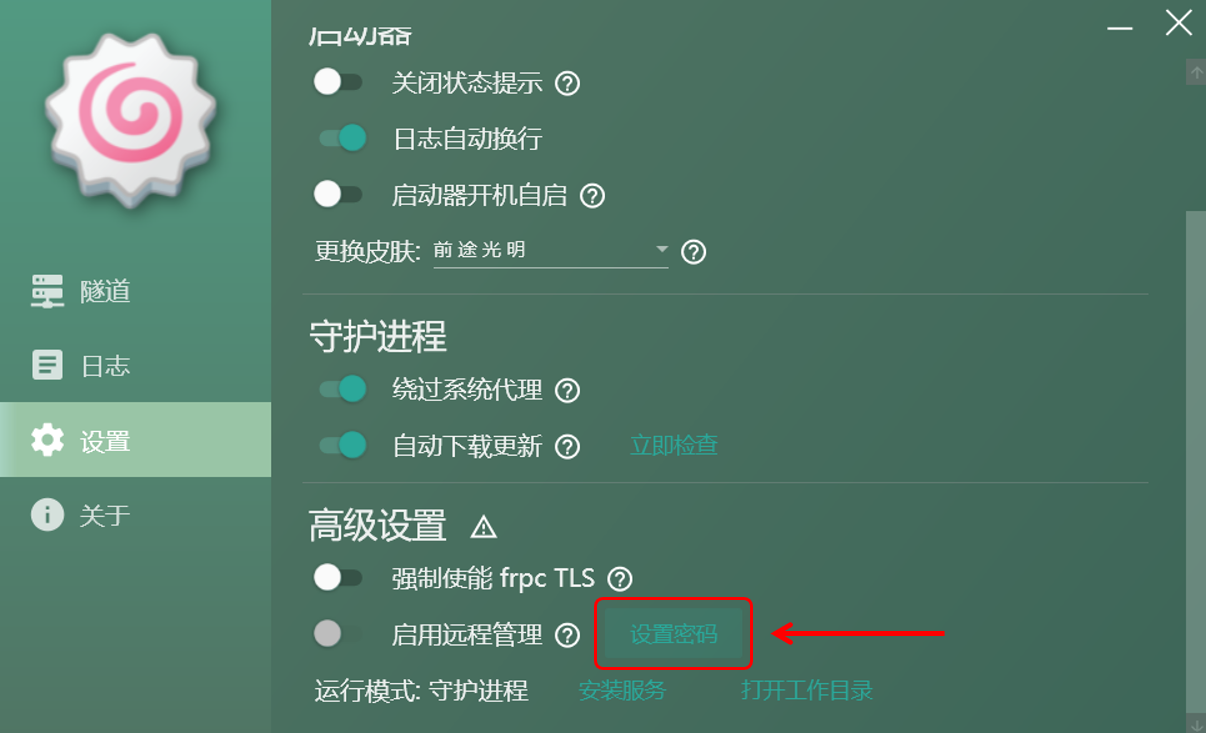 启动器
关闭状态提示
日志自动换行
启动器开机自启
更换皮肤: 前途光明
守护进程
绕过系统代理
自动下载更新 立即检查
高级设置
强制使能 frpc TLS
启用远程管理 设置密码
运行模式: 守护进程 安装服务 打开工作目录
隧道
日志
设置
关于